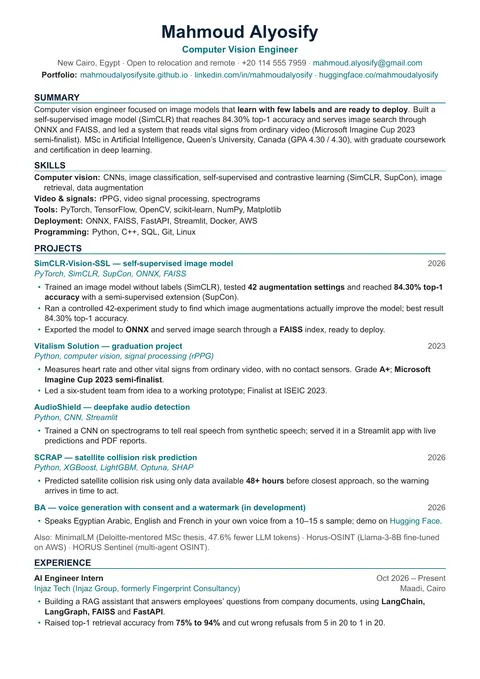 Mahmoud Alyosify
Computer Vision Engineer
New Cairo, Egypt · Open to relocation and remote · +20 114 555 7959 · mahmoud.alyosify@gmail.com
Portfolio: mahmoudalyosifysite.github.io · linkedin.com/in/mahmoudalyosify · huggingface.co/mahmoudalyosify
SUMMARY
Computer vision engineer focused on image models that learn with few labels and are ready to deploy. Built a
self-supervised image model (SimCLR) that reaches 84.30% top-1 accuracy and serves image search through
ONNX and FAISS, and led a system that reads vital signs from ordinary video (Microsoft Imagine Cup 2023
semi-finalist). MSc in Artificial Intelligence, Queen's University, Canada (GPA 4.30 / 4.30), with graduate coursework
and certification in deep learning.
SKILLS
Computer vision: CNNs, image classification, self-supervised and contrastive learning (SimCLR, SupCon), image
retrieval, data augmentation
Video & signals: rPPG, video signal processing, spectrograms
Tools: PyTorch, TensorFlow, OpenCV, scikit-learn, NumPy, Matplotlib
Deployment: ONNX, FAISS, FastAPI, Streamlit, Docker, AWS
Programming: Python, C++, SQL, Git, Linux
PROJECTS
SimCLR-Vision-SSL — self-supervised image model 2026
PyTorch, SimCLR, SupCon, ONNX, FAISS
• Trained an image model without labels (SimCLR), tested 42 augmentation settings and reached 84.30% top-1
accuracy with a semi-supervised extension (SupCon).
• Ran a controlled 42-experiment study to find which image augmentations actually improve the model; best result
84.30% top-1 accuracy.
• Exported the model to ONNX and served image search through a FAISS index, ready to deploy.
Vitalism Solution — graduation project 2023
Python, computer vision, signal processing (rPPG)
• Measures heart rate and other vital signs from ordinary video, with no contact sensors. Grade A+; Microsoft
Imagine Cup 2023 semi-finalist.
• Led a six-student team from idea to a working prototype; Finalist at ISEIC 2023.
AudioShield — deepfake audio detection
Python, CNN, Streamlit
• Trained a CNN on spectrograms to tell real speech from synthetic speech; served it in a Streamlit app with live
predictions and PDF reports.
SCRAP — satellite collision risk prediction 2026
Python, XGBoost, LightGBM, Optuna, SHAP
• Predicted satellite collision risk using only data available 48+ hours before closest approach, so the warning
arrives in time to act.
BA — voice generation with consent and a watermark (in development) 2026
• Speaks Egyptian Arabic, English and French in your own voice from a 10–15 s sample; demo on Hugging Face.
Also: MinimalLM (Deloitte-mentored MSc thesis, 47.6% fewer LLM tokens) · Horus-OSINT (Llama-3-8B fine-tuned
on AWS) · HORUS Sentinel (multi-agent OSINT).
EXPERIENCE
AI Engineer Intern Oct 2026 – Present
Injaz Tech (Injaz Group, formerly Fingerprint Consultancy) Maadi, Cairo
• Building a RAG assistant that answers employees' questions from company documents, using LangChain,
LangGraph, FAISS and FastAPI.
• Raised top-1 retrieval accuracy from 75% to 94% and cut wrong refusals from 5 in 20 to 1 in 20.